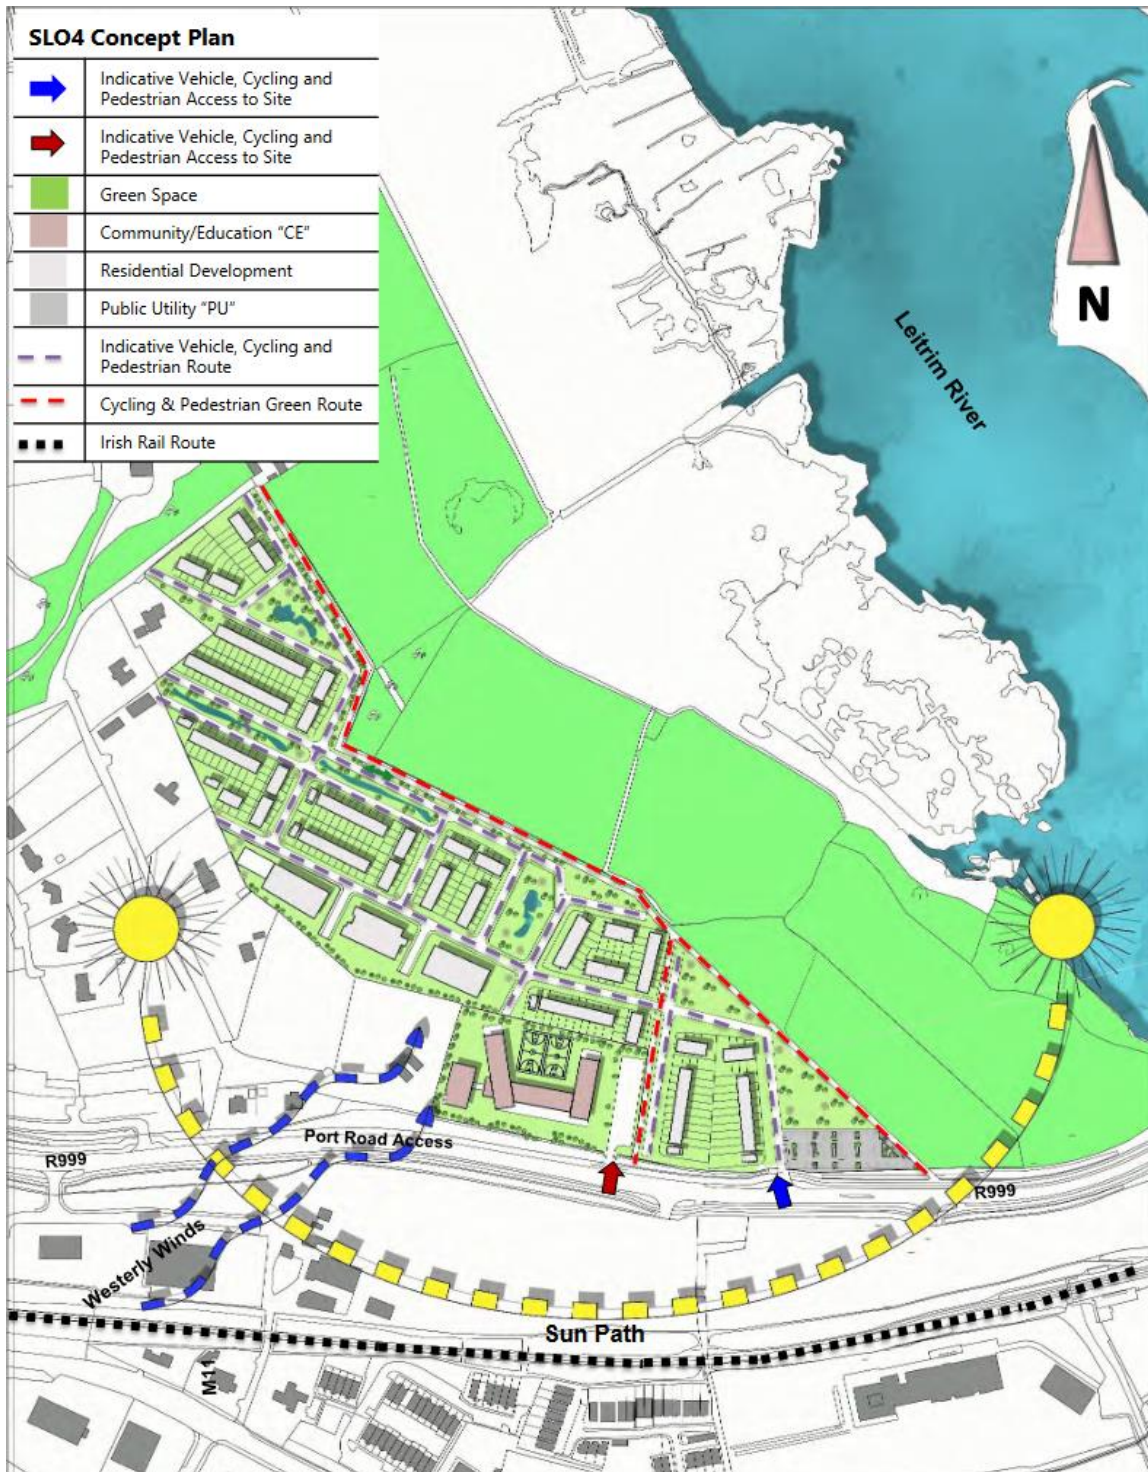 SLO4 Concept Plan
Indicative Vehicle, Cycling and
Pedestrian Access to Site
Indicative Vehicle, Cycling and
Pedestrian Access to Site
Green Space
Community/Education "CE"
Residential Development
Public Utility "PU"
Indicative Vehicle, Cycling and
Pedestrian Route
Cycling & Pedestrian Green Route
Irish Rail Route
N
Leitrim River
Port Road Access
R999
R999
Westerly Winds
Sun Path
M11